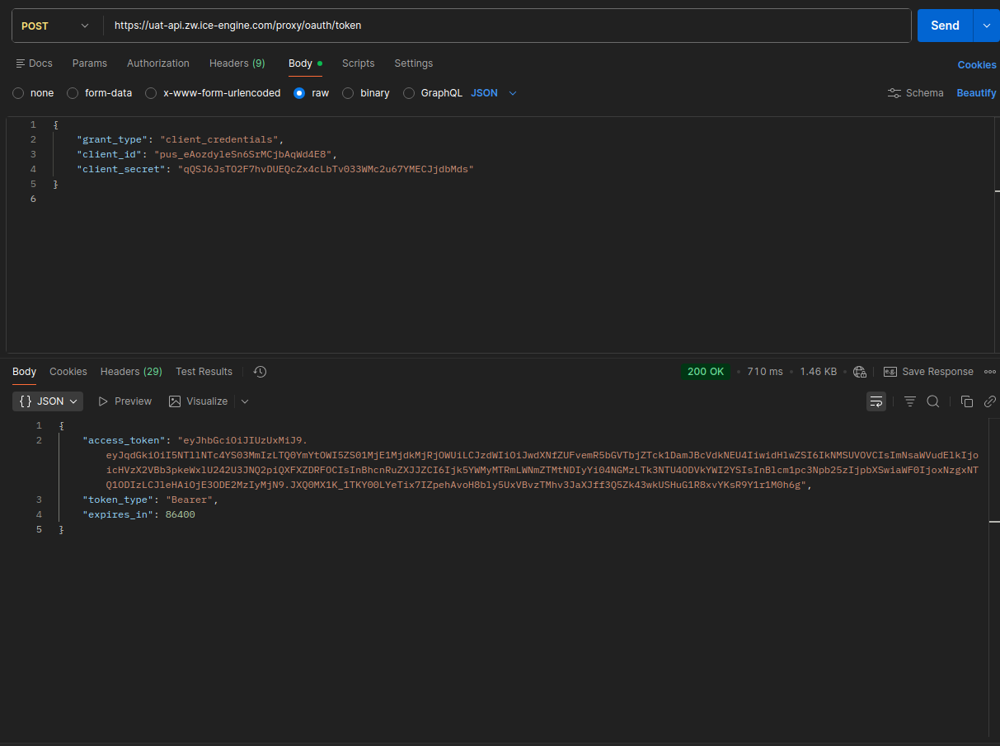 POST https://uat-api.zw.ice-engine.com/proxy/oauth/token Send
Docs Params Authorization Headers (9) Body Scripts Settings Cookies
none form-data x-www-form-urlencoded raw binary GraphQL JSON Schema Beautify
1 {
2 "grant_type": "client_credentials",
3 "client_id": "pus_eAozdyleSn6SrMCjbAqWd4E8",
4 "client_secret": "qQSJ6JsTO2F7hvDUEQcZx4cLbTv033WMc2u67YMECJjdbMds"
5 }
6
Body Cookies Headers (29) Test Results 200 OK 710 ms 1.46 KB e.g. Save Response
{} JSON Preview Visualize
1 {
2 "access_token": "eyJhbGciOiJIUzUxMiJ9.
eyJqdGkiOiI5NTllNTc4YS03MmIzLTQ0YmYtOWI5ZS01MjE1MjdkMjRjOWUiLCJzdWIiOiJwdXNfZUFvemR5bGVTbjZTck1DamJBcVdkNEU4IiwidHlwZSI6IkNMSUVOVCIsImNsaWVudElkIjo
icHVzX2VBb3pkeWxlU242U3JNQ2piQXFXZDRFOCIsInBhcnRuZXJJZCI6Ijk5YWMyMTRmLWNmZTMtNDIyYi04NGMzLTk3NTU4ODVkYWI2YSIsInBlcm1pc3Npb25zIjpbXSwiaWF0IjoxNzgxNT
Q1ODIzLCJleHAiOjE3ODE2MzIyMjN9.JXQ0MX1K_1TKY00LYeTix7IZpehAvoH8bly5UxVBvzTMhv3JaXJff3Q5Zk43wkUSHuG1R8xvYKsR9Y1r1M0h6g",
3 "token_type": "Bearer",
4 "expires_in": 86400
5 }